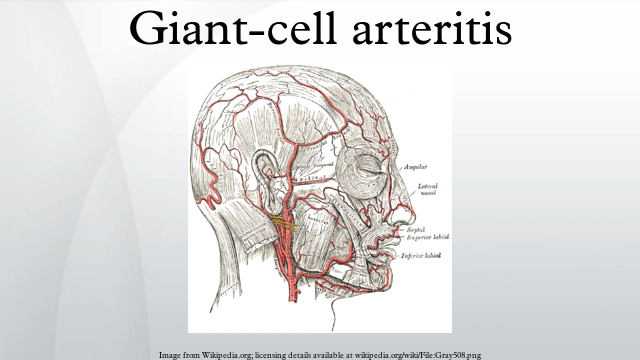 Giant-cell arteritis
Angular
Lateral
nasal
Septal
Superior labial
Inferior labial
Image from Wikipedia.org; licensing details available at wikipedia.org/wiki/File:Gray508.png